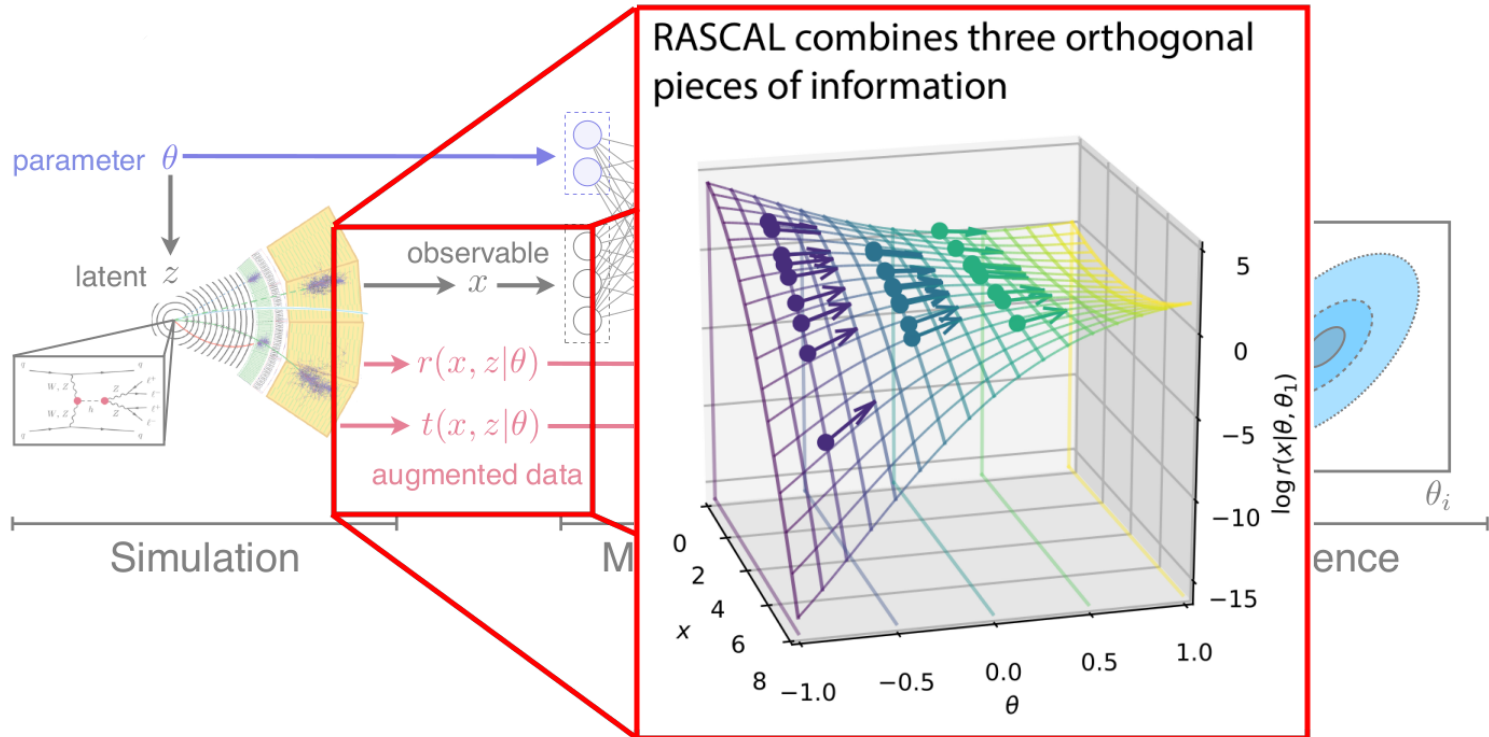 RASCAL combines three orthogonal
pieces of information
parameter θ
latent z
observable
x
r(x, z|θ)
t(x, z|θ)
augmented data
q
q
W, Z
W, Z
h
Z
Z
ℓ+
ℓ−
ℓ+
ℓ−
q
q
Simulation
M
ence
θi
5
0
−5
−10
−15
log r(x|θ, θ1)
0
2
4
6
8
x
−1.0
−0.5
0.0
0.5
1.0
θ